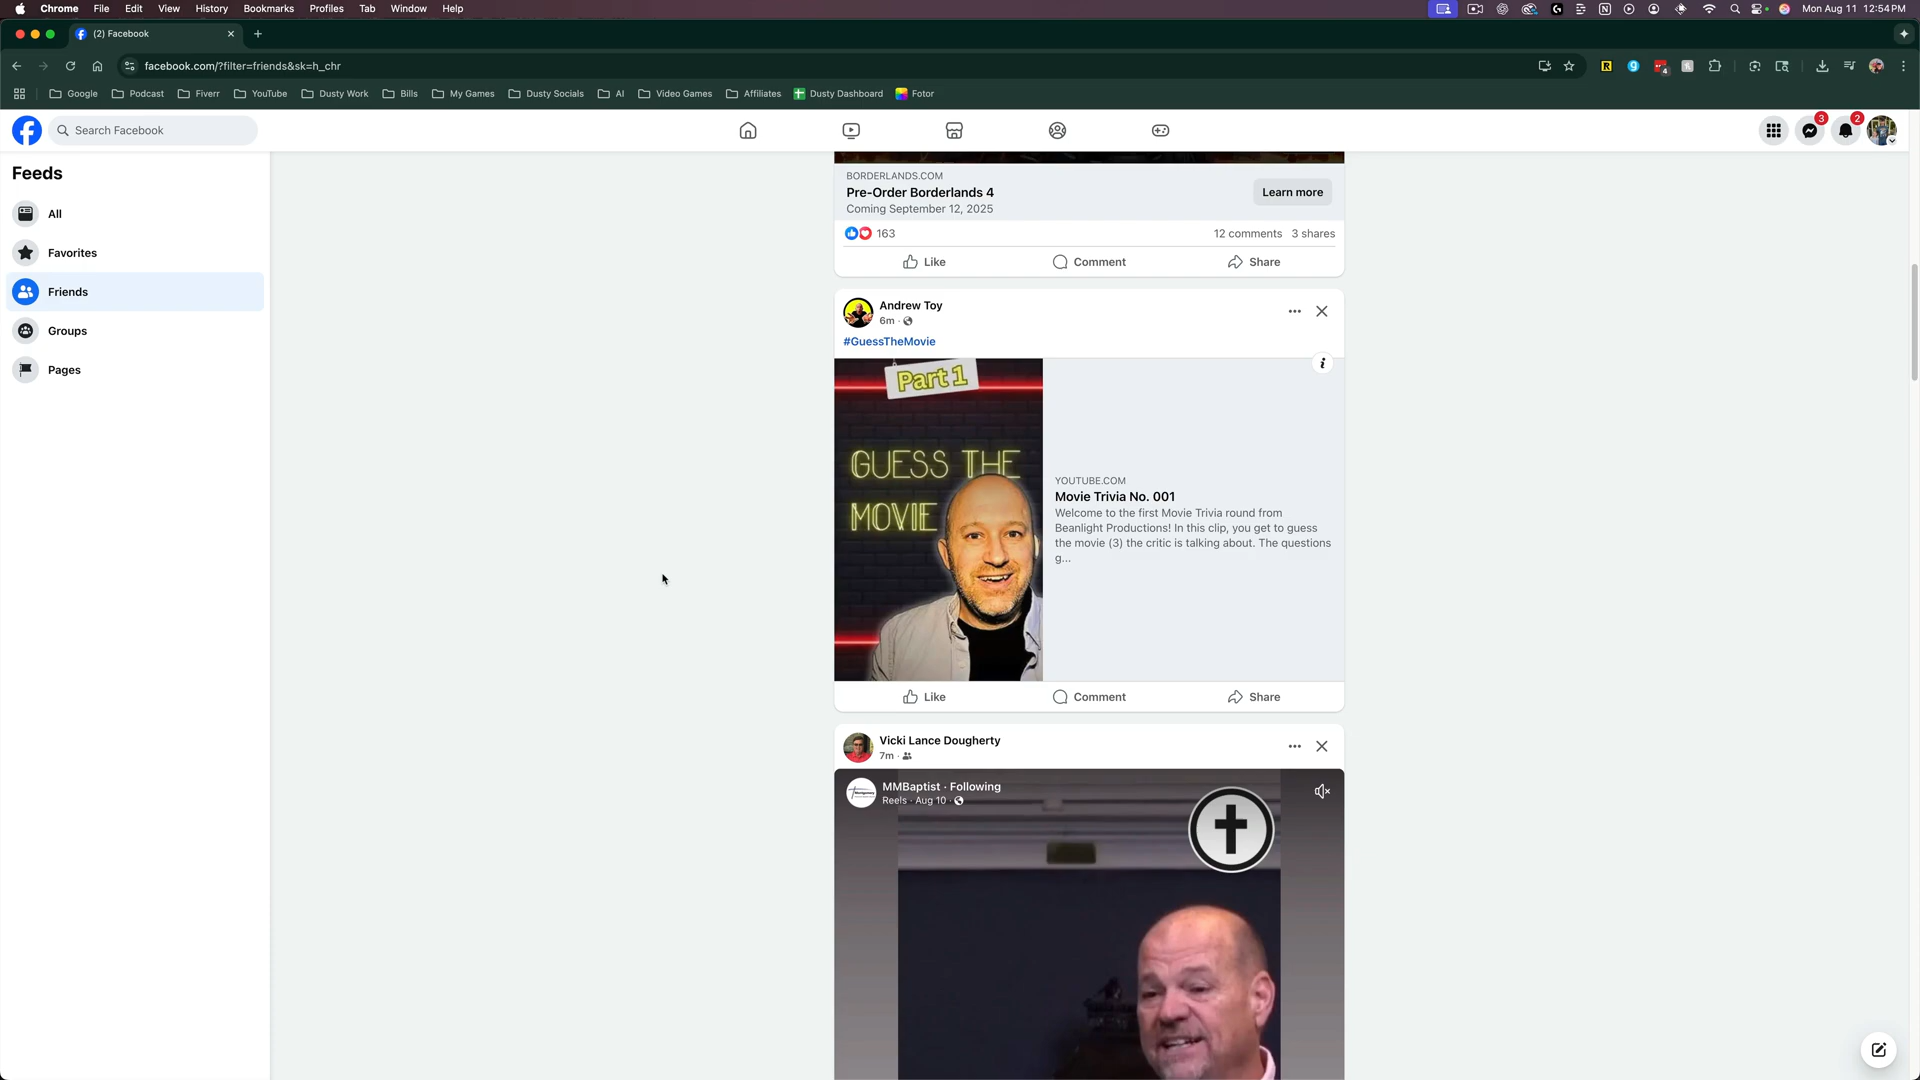 Chrome File Edit View History Bookmarks Profiles Tab Window Help
4 Mon Aug 11 12:54 PM
(2) Facebook
facebook.com/?filter=friends&sk=h_chr
Google Podcast Fiverr YouTube Dusty Work Bills My Games Dusty Socials AI Video Games Affiliates Dusty Dashboard Fotor
Search Facebook
3
2
Feeds
All
Favorites
Friends
Groups
Pages
BORDERLANDS.COM
Pre-Order Borderlands 4
Coming September 12, 2025
Learn more
163
12 comments 3 shares
Like Comment Share
Andrew Toy
6m
#GuessTheMovie
Part 1
GUESS THE
MOVIE
YOUTUBE.COM
Movie Trivia No. 001
Welcome to the first Movie Trivia round from
Beanlight Productions! In this clip, you get to guess
the movie (3) the critic is talking about. The questions
g...
Like Comment Share
Vicki Lance Dougherty
7m
MMBaptist · Following
Reels · Aug 10